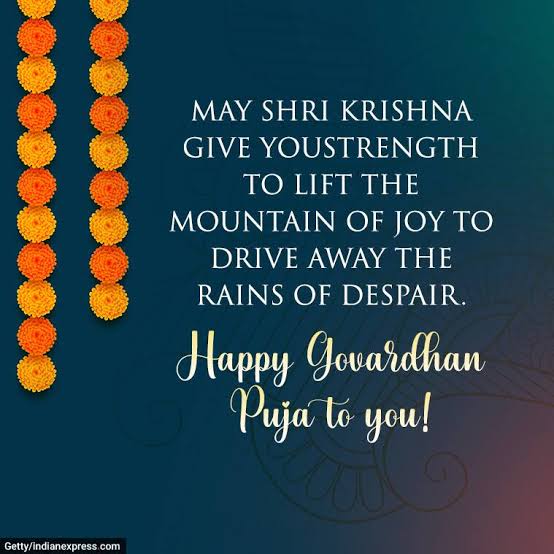 MAY SHRI KRISHNA
GIVE YOUSTRENGTH
TO LIFT THE
MOUNTAIN OF JOY TO
DRIVE AWAY THE
RAINS OF DESPAIR.
Happy Govardhan
Puja to you!
Getty/indianexpress.com